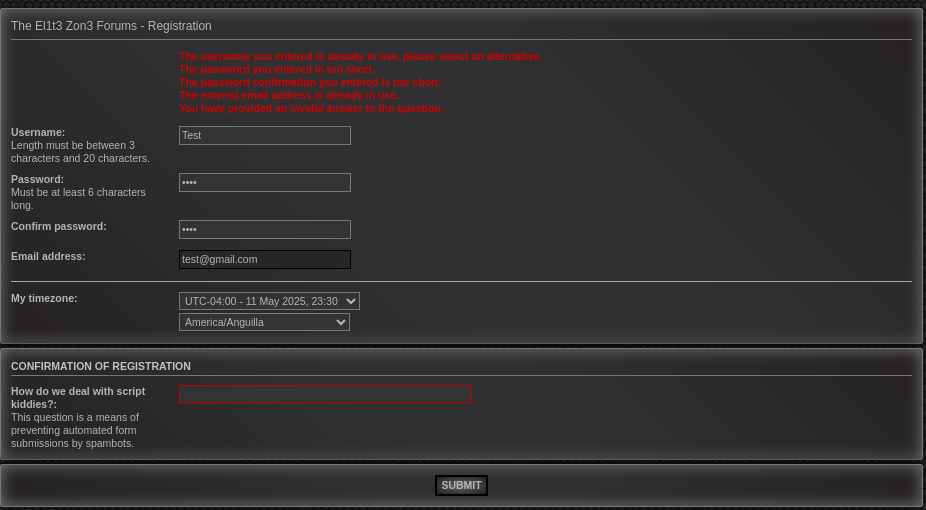 The El1t3 Zon3 Forums - Registration
The username you entered is already in use, please select an alternative.
The password you entered is too short.
The password confirmation you entered is too short.
The entered email address is already in use.
You have provided an invalid answer to the question.
Username:
Length must be between 3
characters and 20 characters.
Test
Password:
Must be at least 6 characters
long.
••••
Confirm password:
••••
Email address:
test@gmail.com
My timezone:
UTC-04:00 - 11 May 2025, 23:30
America/Anguilla
CONFIRMATION OF REGISTRATION
How do we deal with script
kiddies?:
This question is a means of
preventing automated form
submissions by spambots.
SUBMIT